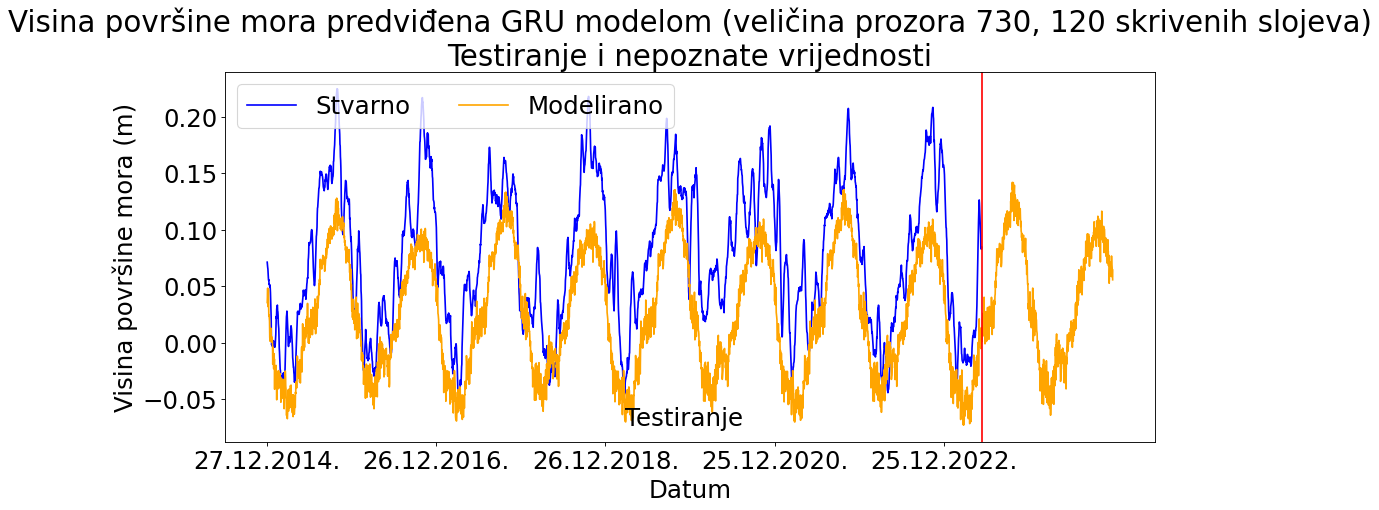 Visina površine mora predviđena GRU modelom (veličina prozora 730, 120 skrivenih slojeva)
Testiranje i nepoznate vrijednosti
Stvarno Modelirano
Visina površine mora (m)
0.20
0.15
0.10
0.05
0.00
−0.05
Testiranje
27.12.2014. 26.12.2016. 26.12.2018. 25.12.2020. 25.12.2022.
Datum